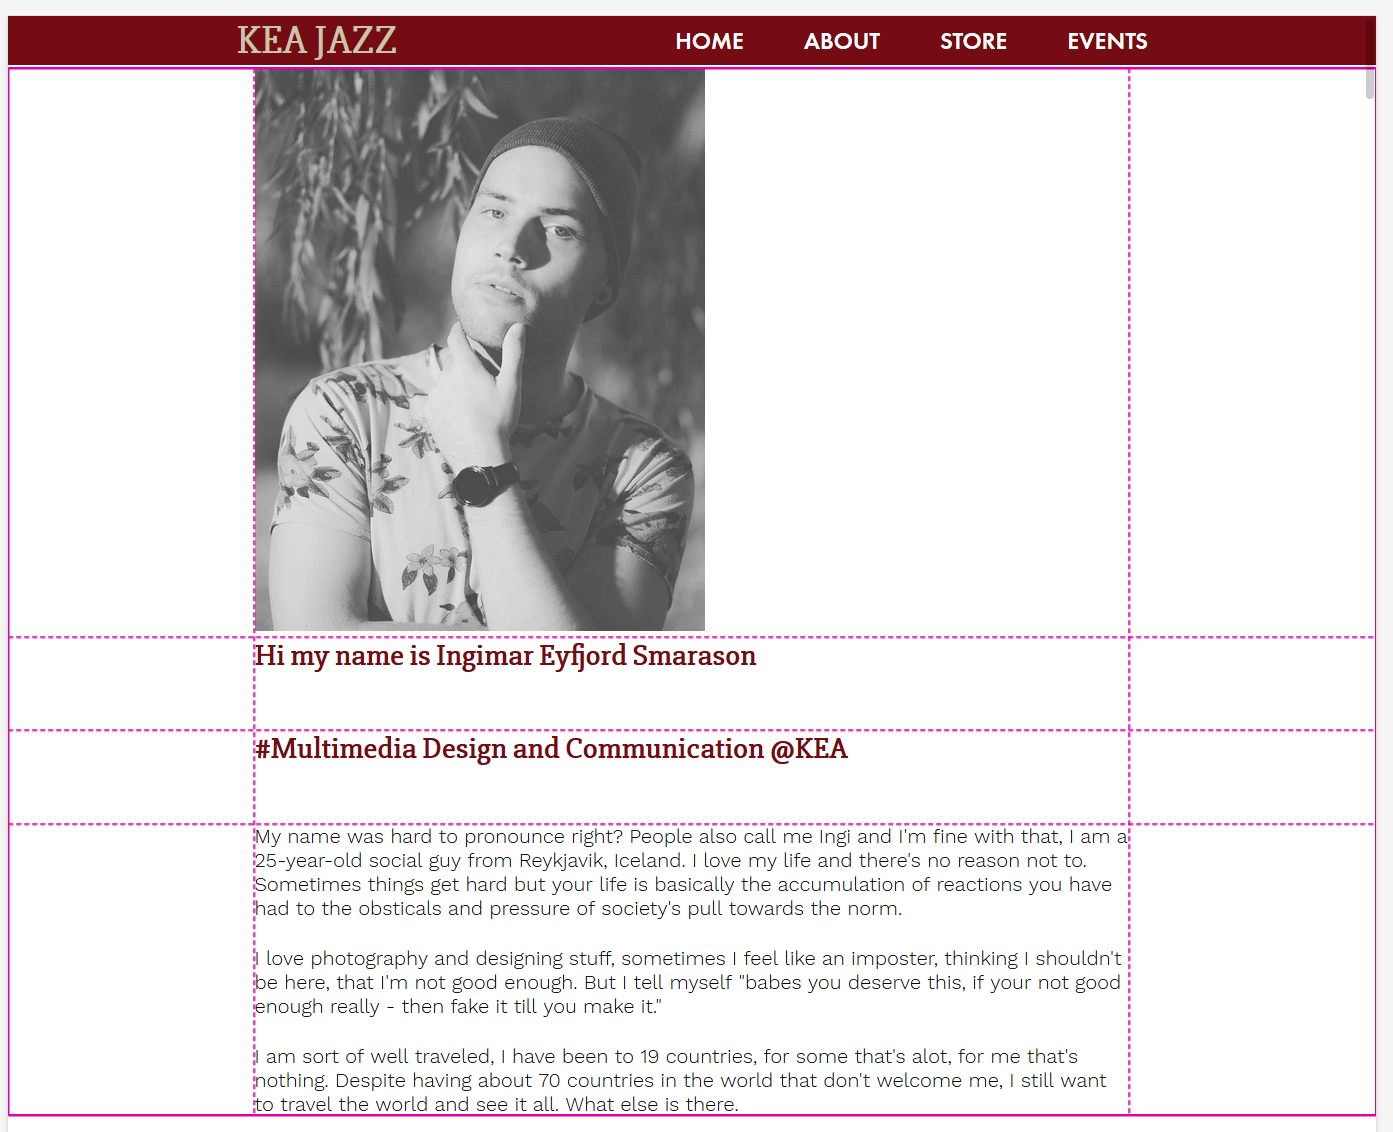 KEA JAZZ HOME ABOUT STORE EVENTS
Hi my name is Ingimar Eyfjord Smarason
#Multimedia Design and Communication @KEA
My name was hard to pronounce right? People also call me Ingi and I'm fine with that, I am a
25-year-old social guy from Reykjavik, Iceland. I love my life and there's no reason not to.
Sometimes things get hard but your life is basically the accumulation of reactions you have
had to the obsticals and pressure of society's pull towards the norm.
I love photography and designing stuff, sometimes I feel like an imposter, thinking I shouldn't
be here, that I'm not good enough. But I tell myself "babes you deserve this, if your not good
enough really - then fake it till you make it."
I am sort of well traveled, I have been to 19 countries, for some that's alot, for me that's
nothing. Despite having about 70 countries in the world that don't welcome me, I still want
to travel the world and see it all. What else is there.